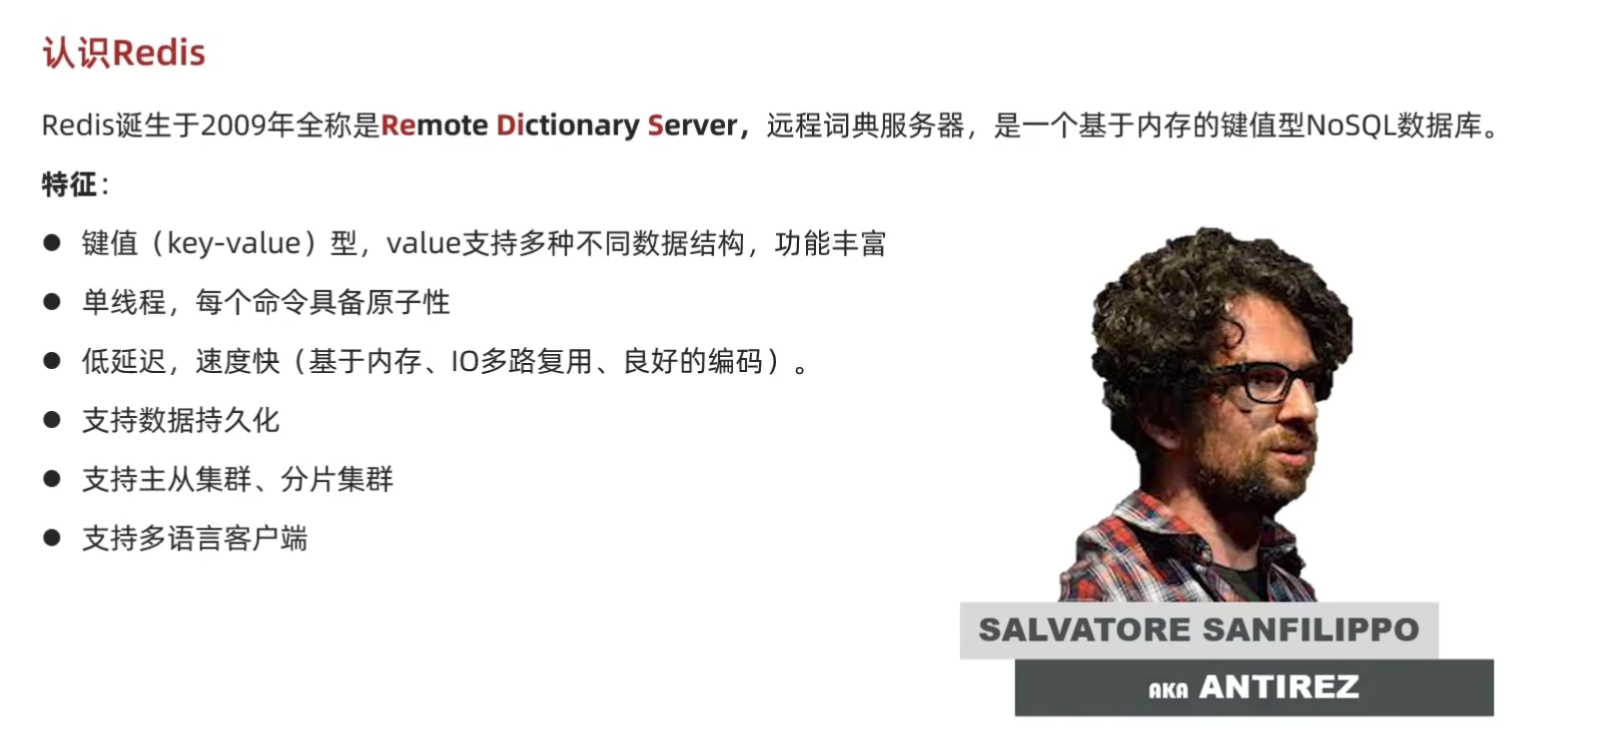 认识Redis
Redis诞生于2009年全称是Remote Dictionary Server，远程词典服务器，是一个基于内存的键值型NoSQL数据库。
特征：
● 键值（key-value）型，value支持多种不同数据结构，功能丰富
● 单线程，每个命令具备原子性
● 低延迟，速度快（基于内存、IO多路复用、良好的编码）。
● 支持数据持久化
● 支持主从集群、分片集群
● 支持多语言客户端
SALVATORE SANFILIPPO
AKA ANTIREZ